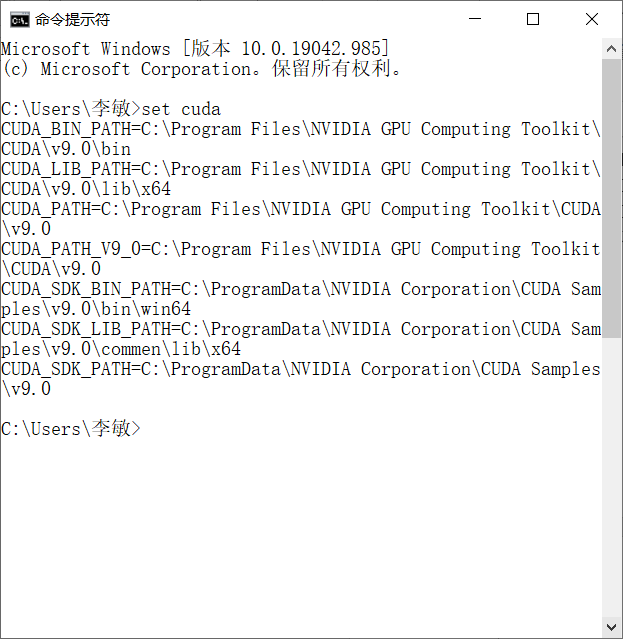 命令提示符
Microsoft Windows [版本 10.0.19042.985]
(c) Microsoft Corporation。保留所有权利。
C:\Users\李敏>set cuda
CUDA_BIN_PATH=C:\Program Files\NVIDIA GPU Computing Toolkit\
CUDA\v9.0\bin
CUDA_LIB_PATH=C:\Program Files\NVIDIA GPU Computing Toolkit\
CUDA\v9.0\lib\x64
CUDA_PATH=C:\Program Files\NVIDIA GPU Computing Toolkit\CUDA
\v9.0
CUDA_PATH_V9_0=C:\Program Files\NVIDIA GPU Computing Toolkit
\CUDA\v9.0
CUDA_SDK_BIN_PATH=C:\ProgramData\NVIDIA Corporation\CUDA Sam
ples\v9.0\bin\win64
CUDA_SDK_LIB_PATH=C:\ProgramData\NVIDIA Corporation\CUDA Sam
ples\v9.0\commen\lib\x64
CUDA_SDK_PATH=C:\ProgramData\NVIDIA Corporation\CUDA Samples
\v9.0
C:\Users\李敏>